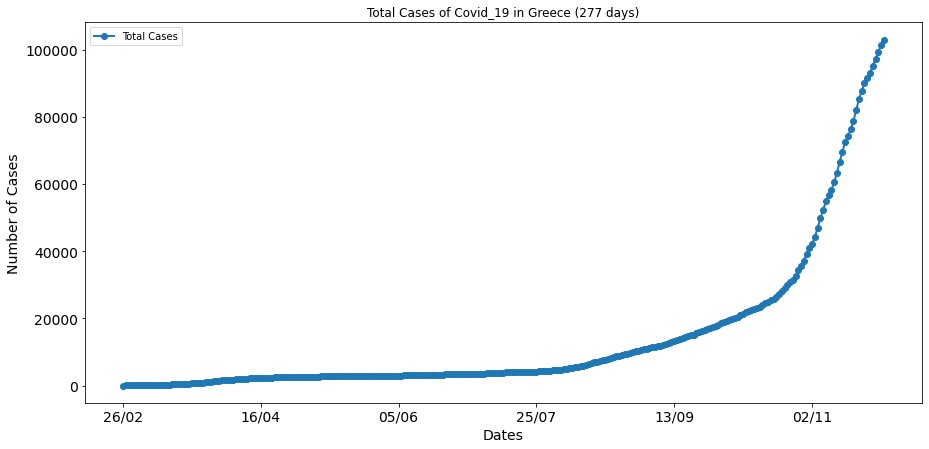 Total Cases of Covid_19 in Greece (277 days)
Total Cases
100000
80000
60000
40000
20000
0
Number of Cases
26/02 16/04 05/06 25/07 13/09 02/11
Dates